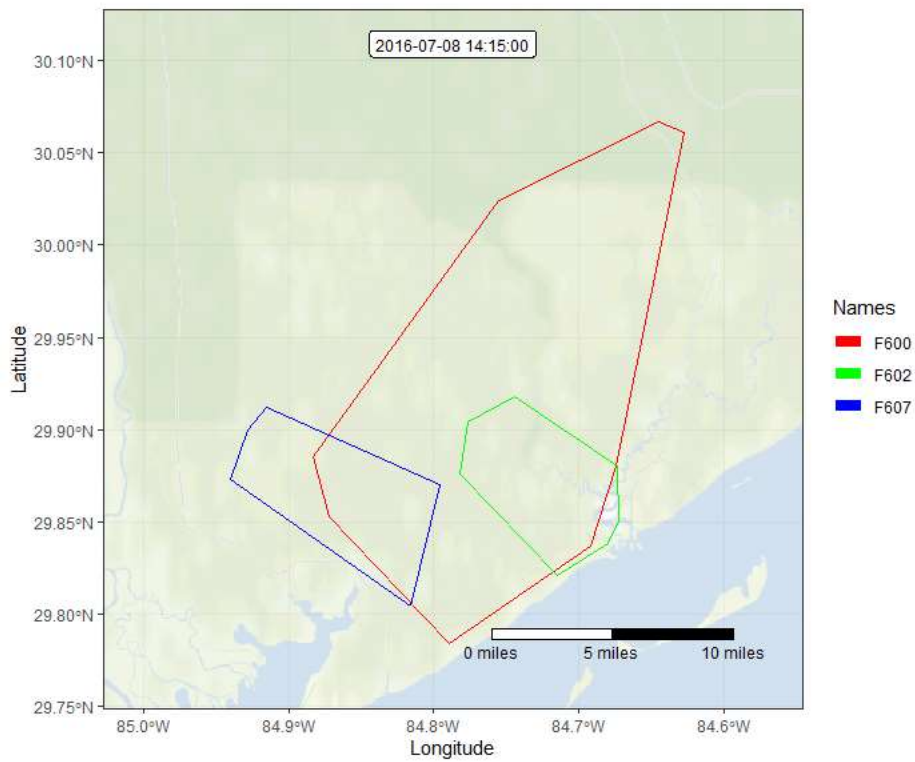 2016-07-08 14:15:00
30.10°N
30.05°N
30.00°N
29.95°N
29.90°N
29.85°N
29.80°N
29.75°N
Latitude
0 miles 5 miles 10 miles
85.0°W 84.9°W 84.8°W 84.7°W 84.6°W
Longitude
Names
F600
F602
F607